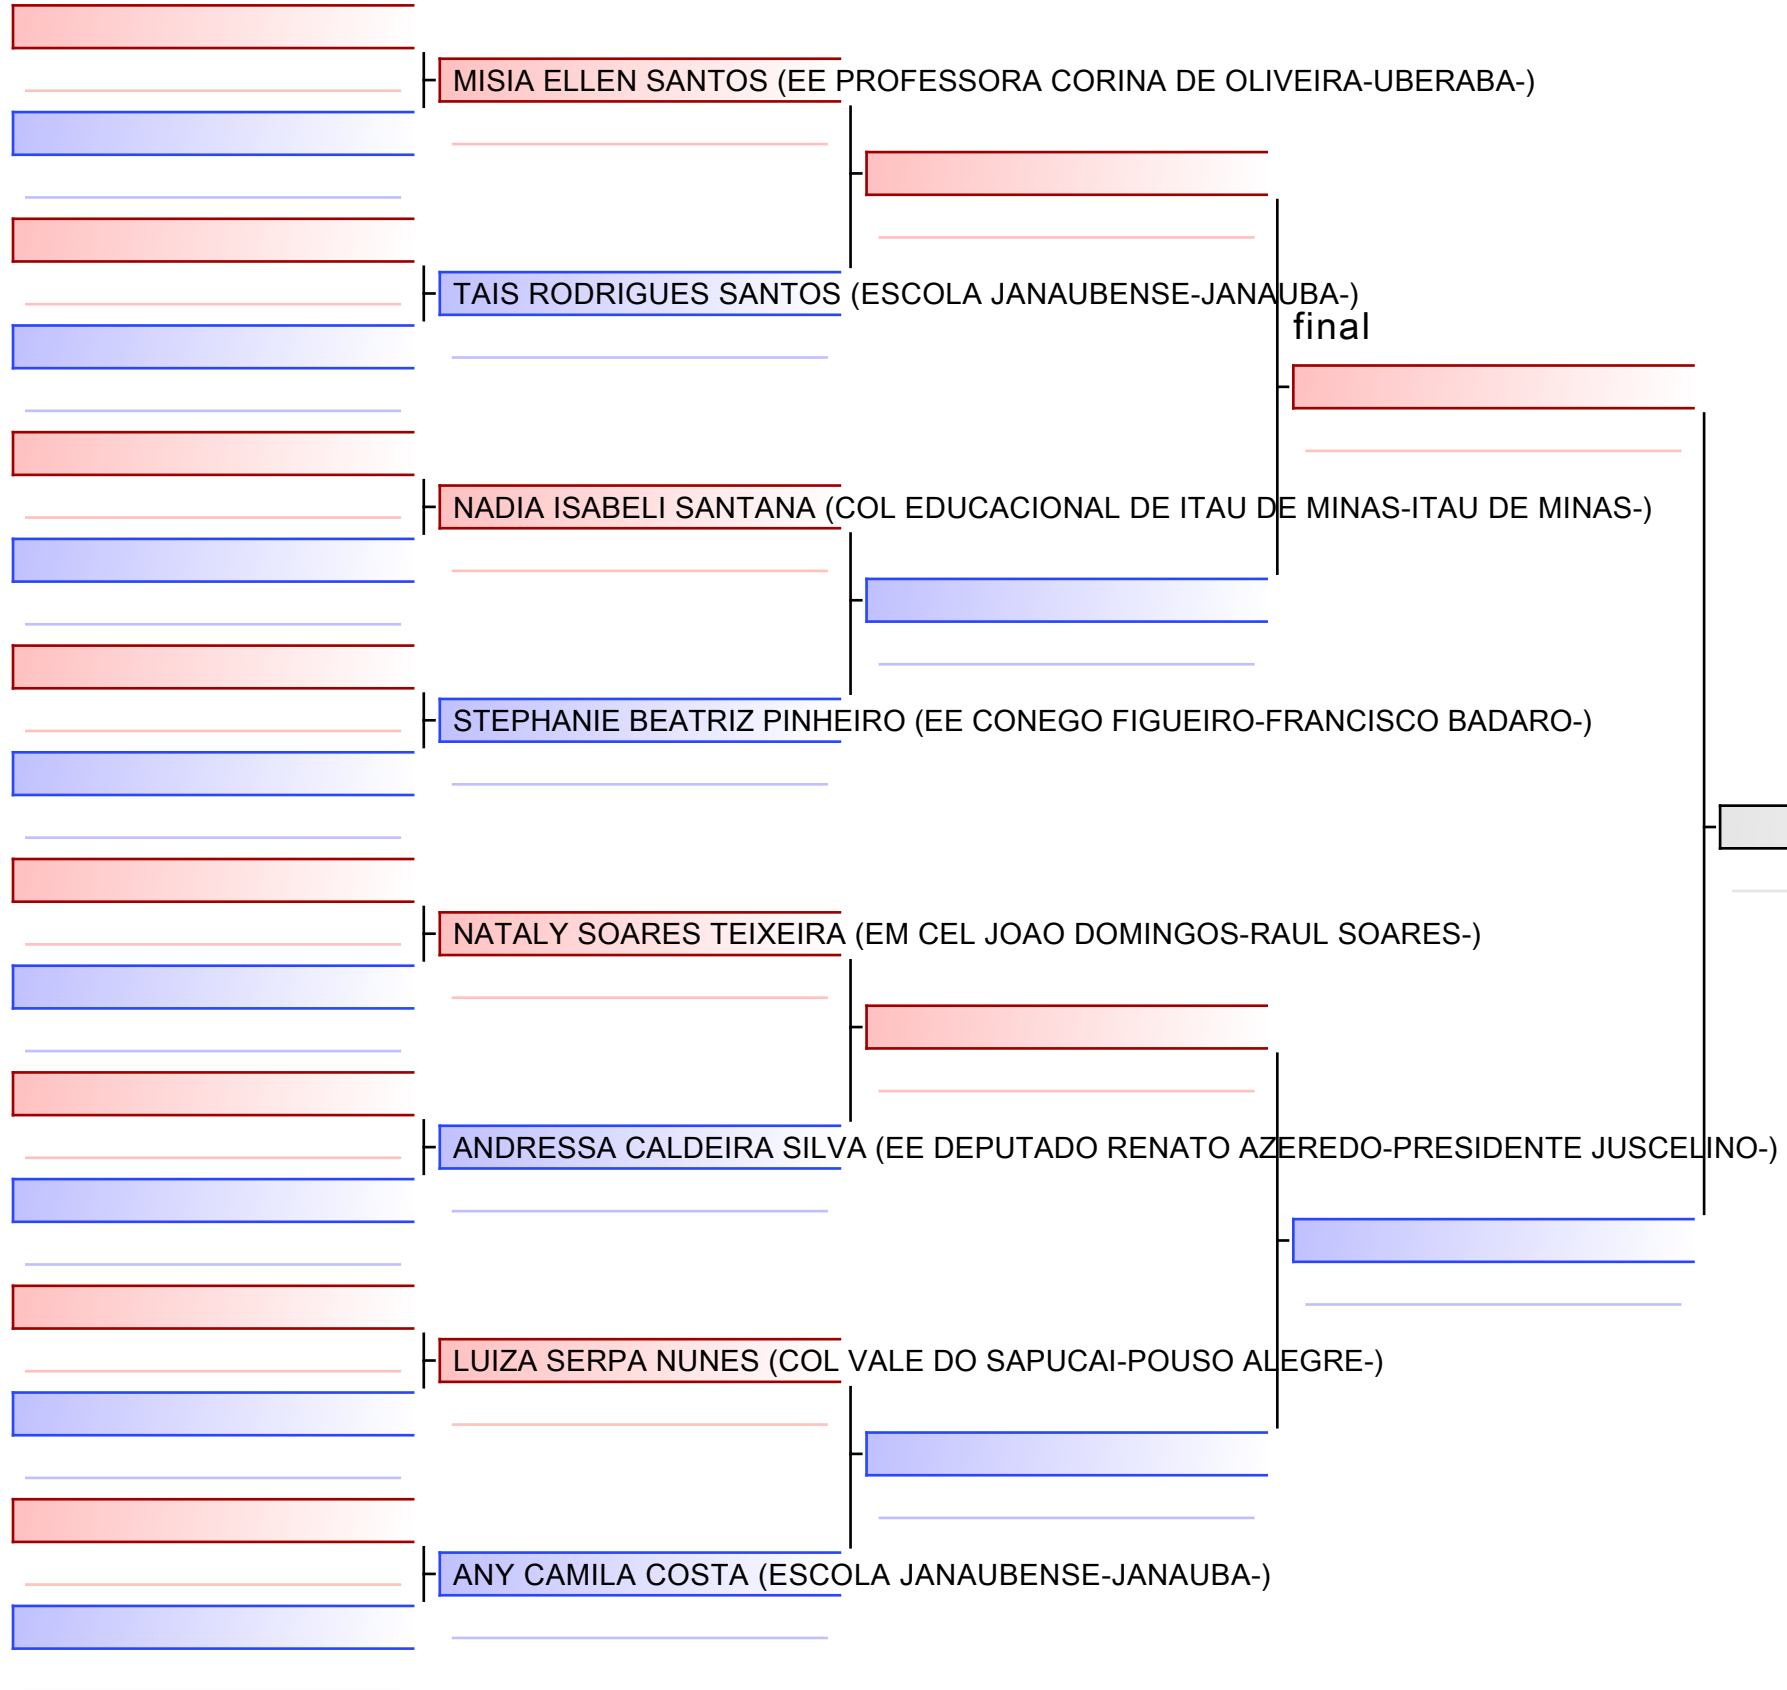 MISIA ELLEN SANTOS (EE PROFESSORA CORINA DE OLIVEIRA-UBERABA-)
TAIS RODRIGUES SANTOS (ESCOLA JANAUBENSE-JANAUBA-)
final
NADIA ISABELI SANTANA (COL EDUCACIONAL DE ITAU DE MINAS-ITAU DE MINAS-)
STEPHANIE BEATRIZ PINHEIRO (EE CONEGO FIGUEIRO-FRANCISCO BADARO-)
NATALY SOARES TEIXEIRA (EM CEL JOAO DOMINGOS-RAUL SOARES-)
ANDRESSA CALDEIRA SILVA (EE DEPUTADO RENATO AZEREDO-PRESIDENTE JUSCELINO-)
LUIZA SERPA NUNES (COL VALE DO SAPUCAI-POUSO ALEGRE-)
ANY CAMILA COSTA (ESCOLA JANAUBENSE-JANAUBA-)